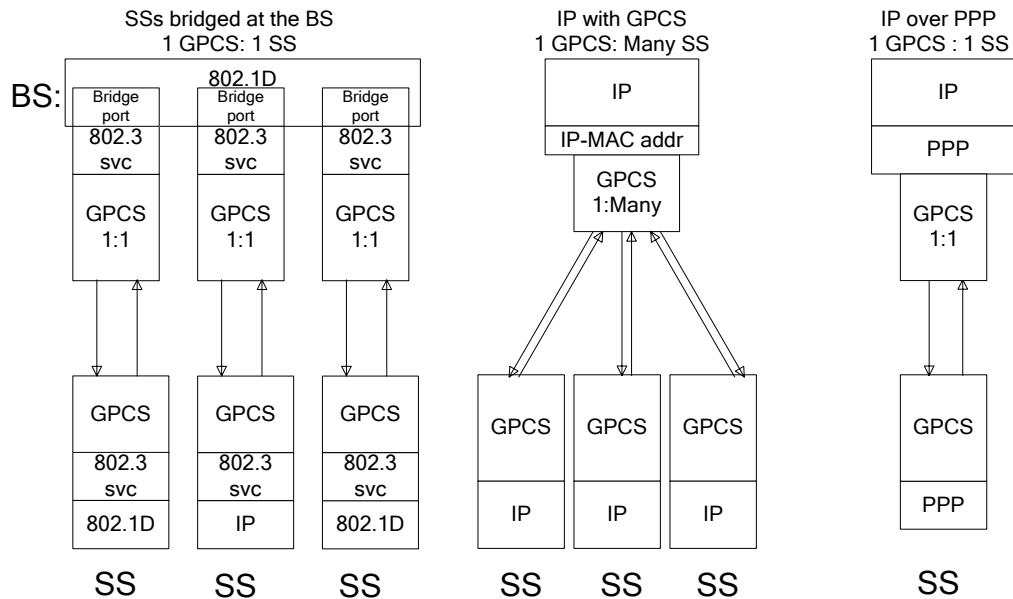 SSs bridged at the BS
1 GPCS: 1 SS
IP with GPCS
1 GPCS: Many SS
IP over PPP
1 GPCS : 1 SS
BS:
802.1D
Bridge
port
Bridge
port
Bridge
port
802.3
svc
802.3
svc
802.3
svc
GPCS
1:1
GPCS
1:1
GPCS
1:1
IP
IP-MAC addr
GPCS
1:Many
IP
PPP
GPCS
1:1
GPCS
802.3
svc
802.1D
SS
GPCS
802.3
svc
IP
SS
GPCS
802.3
svc
802.1D
SS
GPCS
IP
SS
GPCS
IP
SS
GPCS
IP
SS
GPCS
PPP
SS